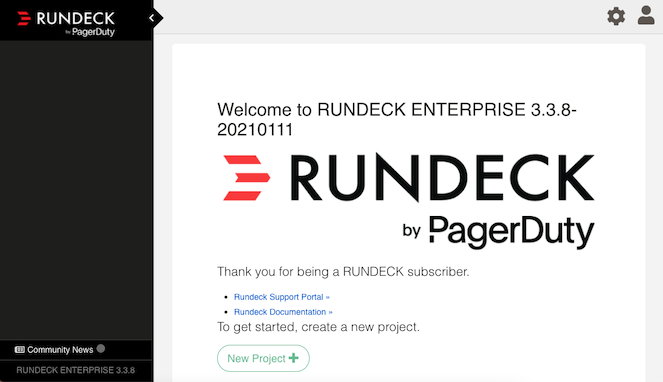 RUNDECK
by PagerDuty
Welcome to RUNDECK ENTERPRISE 3.3.8-
20210111
RUNDECK
by PagerDuty
Thank you for being a RUNDECK subscriber.
Rundeck Support Portal »
Rundeck Documentation »
To get started, create a new project.
New Project
Community News
RUNDECK ENTERPRISE 3.3.8